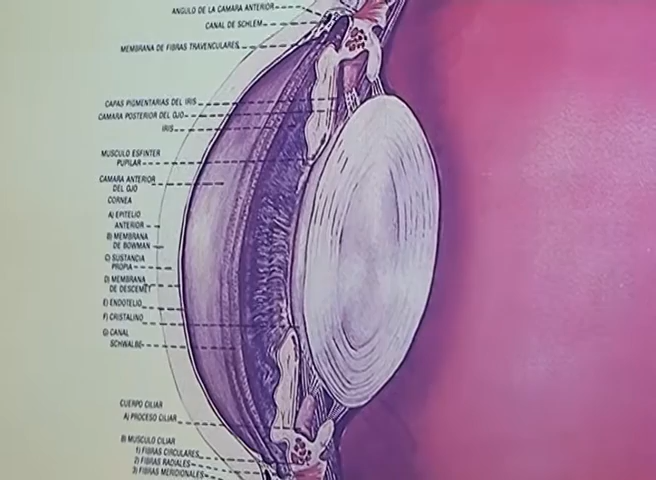 ANGULO DE LA CAMARA ANTERIOR
CANAL DE SCHLEM
MEMBRANA DE FIBRAS TRAVENCULARES
CAPAS PIGMENTARIAS DEL IRIS
CAMARA POSTERIOR DEL OJO
IRIS
MUSCULO ESFINTER
PUPILAR
CAMARA ANTERIOR
DEL OJO
CORNEA
A) EPITELIO
ANTERIOR
B) MEMBRANA
DE BOWMAN
C) SUSTANCIA
PROPIA
D) MEMBRANA
DE DESCEMET
E) ENDOTELIO
F) CRISTALINO
G) CANAL
SCHWALBE
CUERPO CILIAR
A) PROCESO CILIAR
B) MUSCULO CILIAR
1) FIBRAS CIRCULARES
2) FIBRAS RADIALES
3) FIBRAS MERIDIONALES